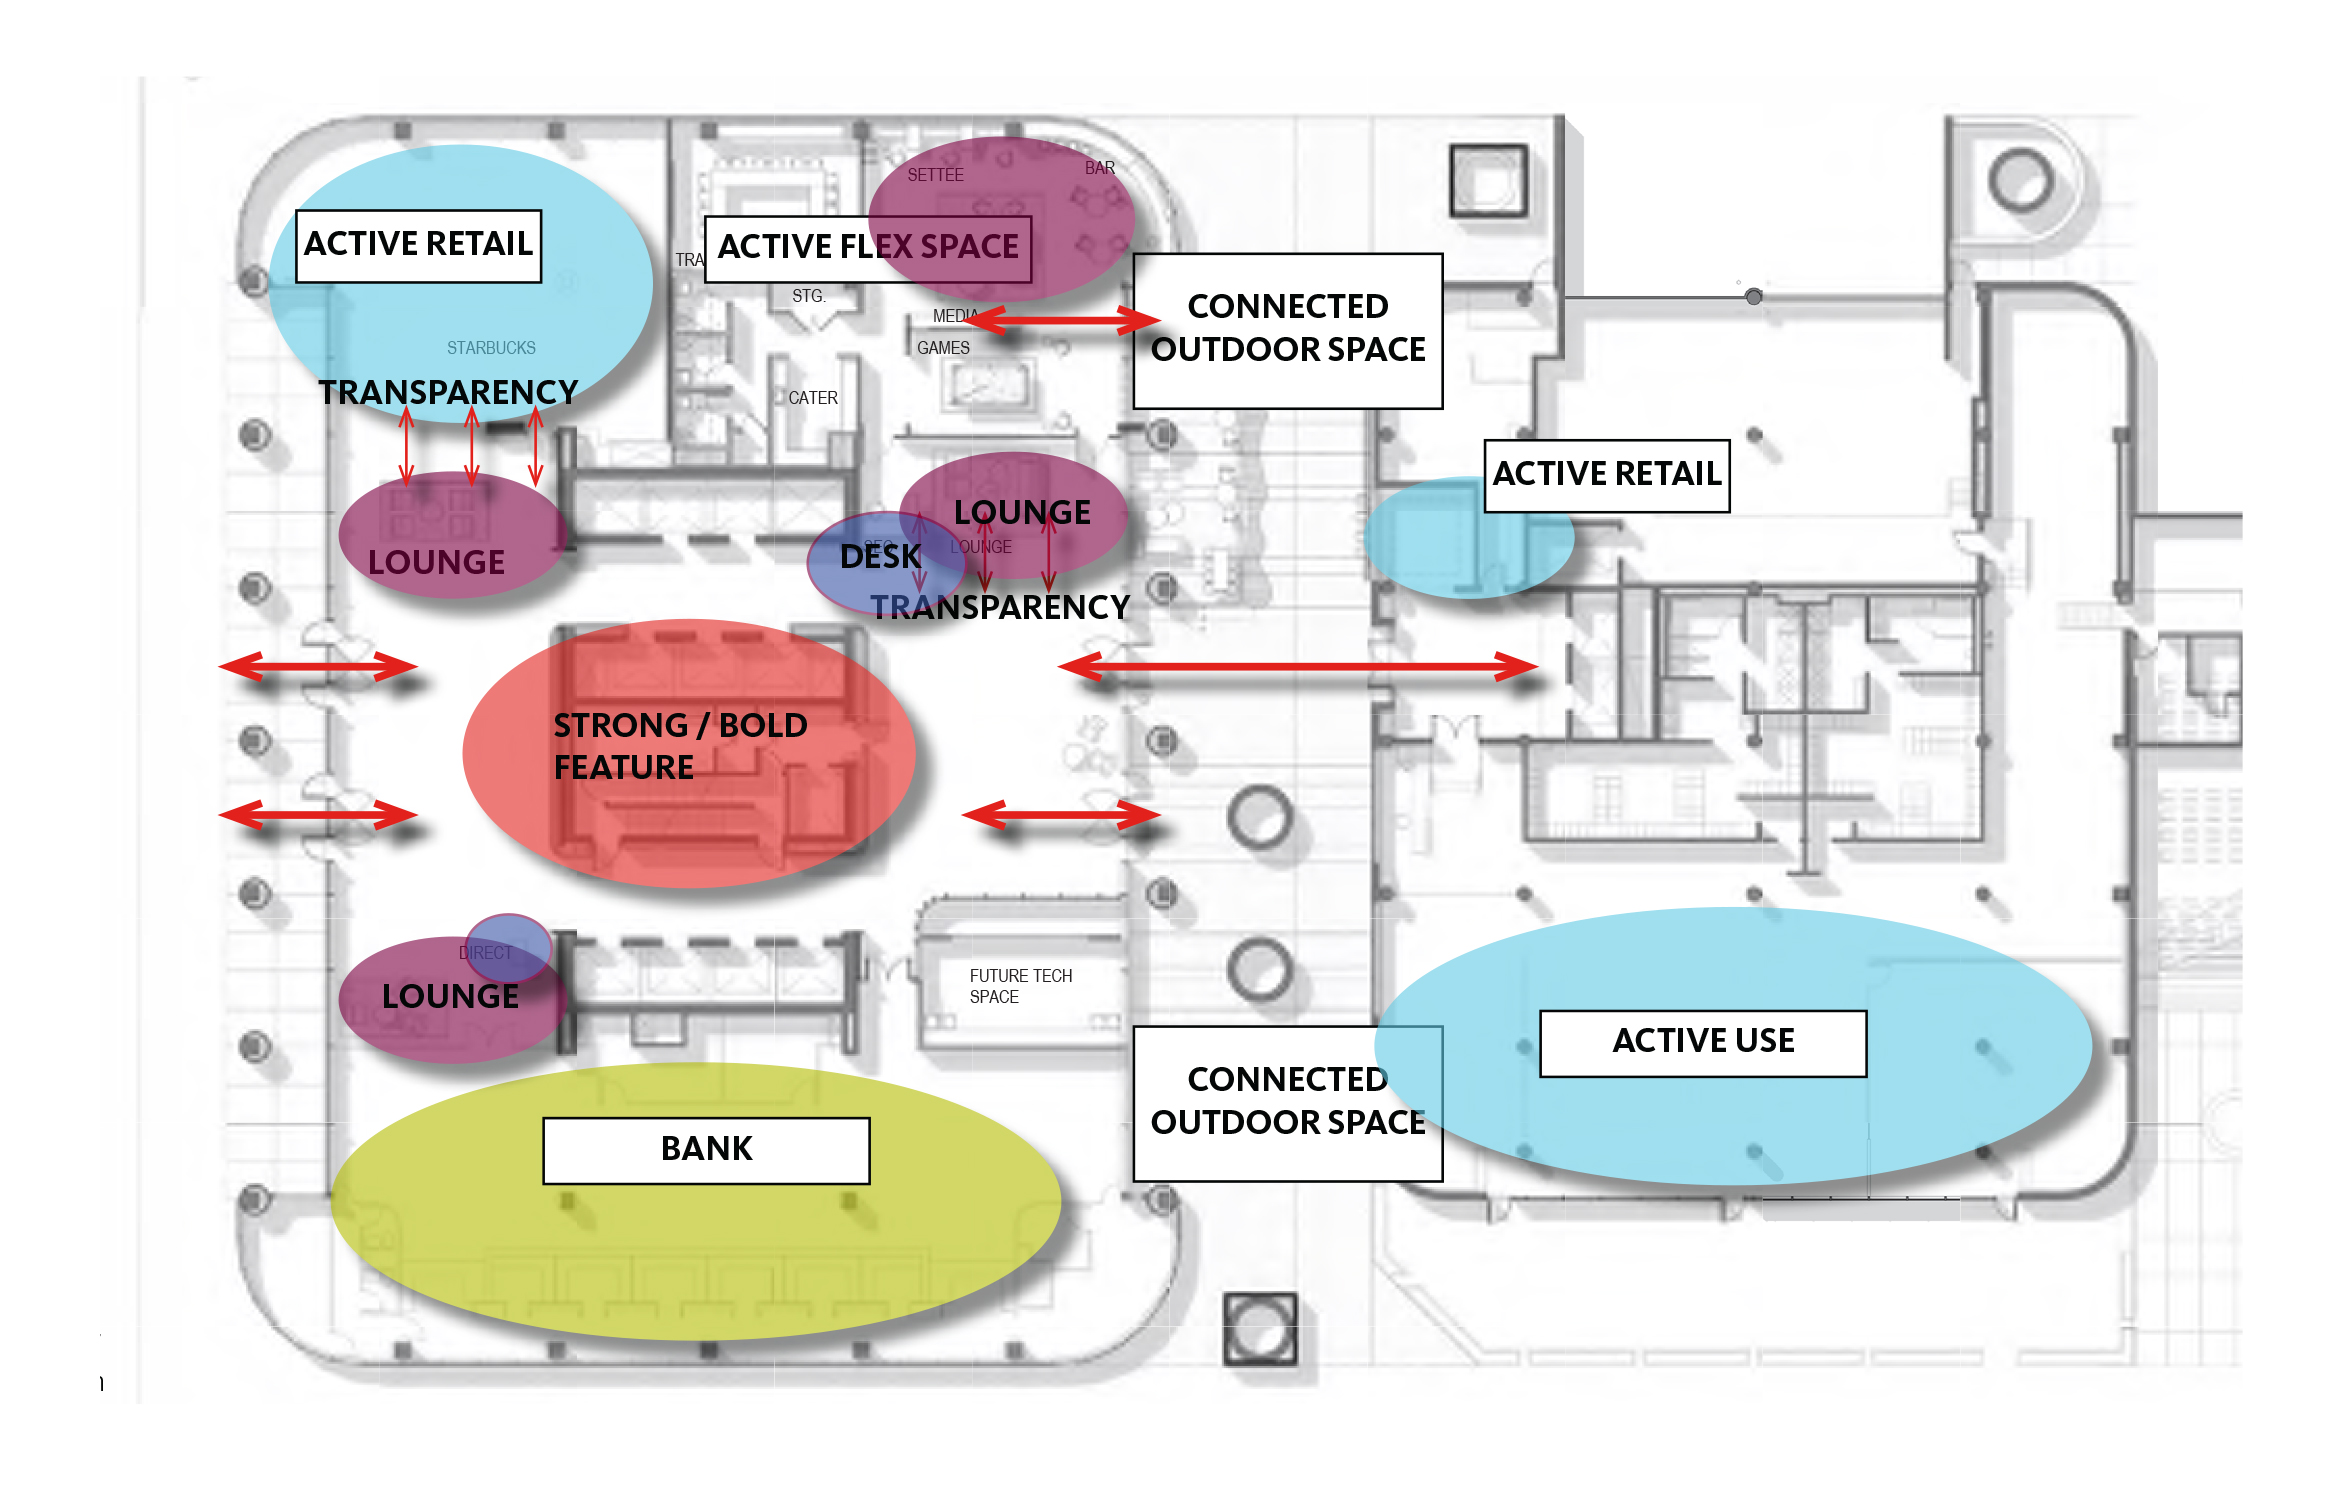 SETTEE
BAR
ACTIVE RETAIL
ACTIVE FLEX SPACE
TRA
STG.
MEDIA
GAMES
CONNECTED
OUTDOOR SPACE
STARBUCKS
TRANSPARENCY
CATER
ACTIVE RETAIL
LOUNGE
LOUNGE
DESK
SEC
LOUNGE
TRANSPARENCY
STRONG / BOLD
FEATURE
DIRECT
LOUNGE
FUTURE TECH
SPACE
ACTIVE USE
CONNECTED
OUTDOOR SPACE
BANK